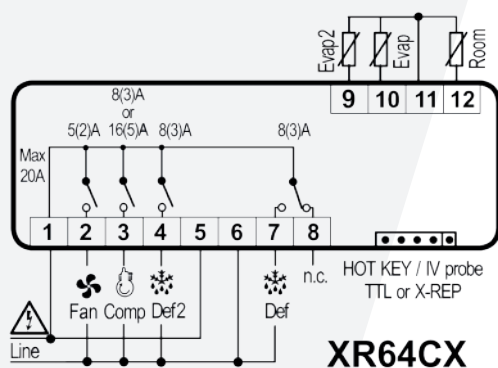 Evap2
Evap
Room
9 10 11 12
8(3)A
or
5(2)A 16(5)A 8(3)A 8(3)A
Max
20A
1 2 3 4 5 6 7 8
n.c.
HOT KEY / IV probe
TTL or X-REP
Fan Comp Def2 Def
Line
XR64CX